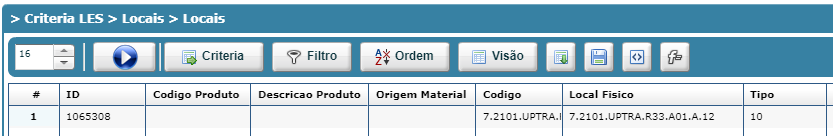 > Criteria LES > Locais > Locais
16 Criteria Filtro Ordem Visão
# ID Codigo Produto Descricao Produto Origem Material Codigo Local Fisico Tipo
1 1065308 7.2101.UPTRA. 7.2101.UPTRA.R33.A01.A.12 10